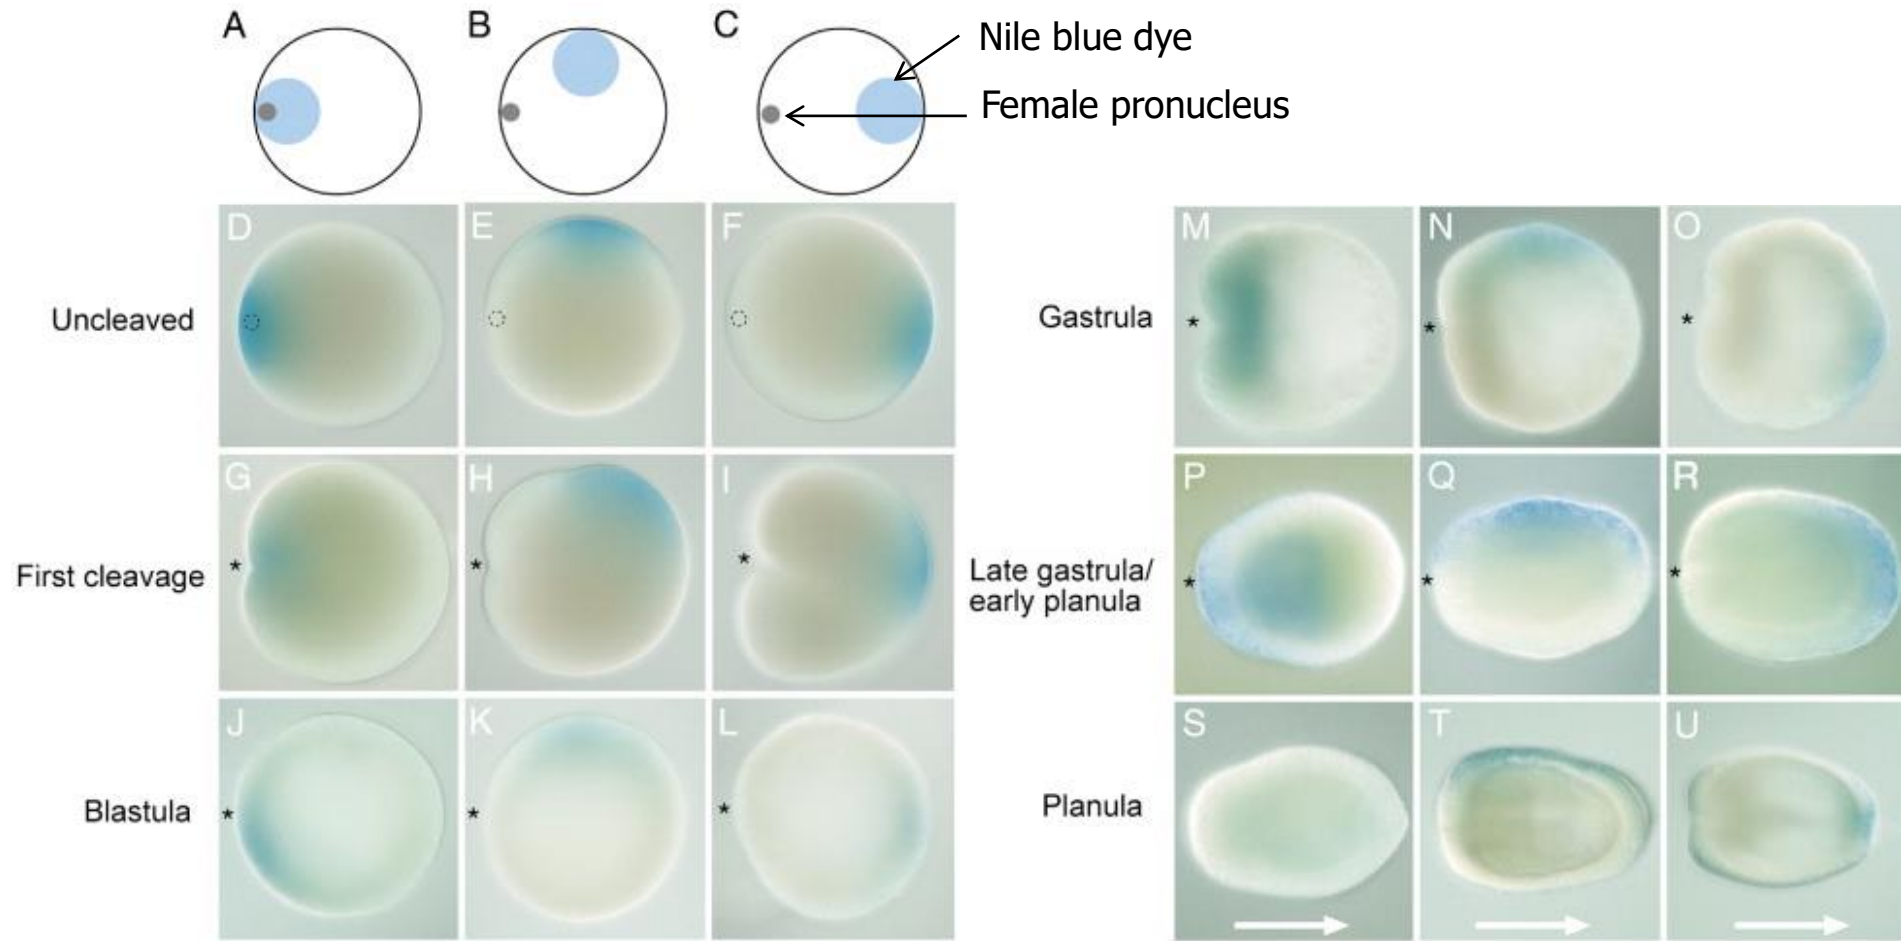 A
B
C
Nile blue dye
Female pronucleus
Uncleaved
D
E
F
First cleavage
*
G
*
H
*
I
Blastula
*
J
*
K
*
L
Gastrula
*
M
*
N
*
O
Late gastrula/
early planula
*
P
*
Q
*
R
Planula
S
T
U